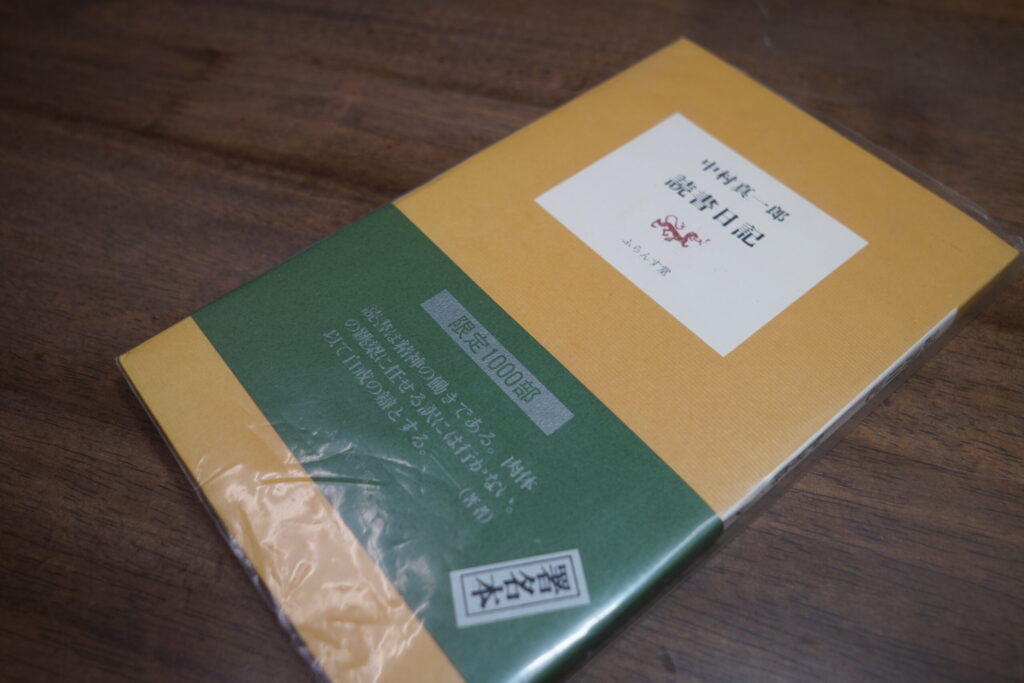 中村真一郎
読書日記
ふらんす堂
限定1000部
読書は精神の働きである。肉体
の跳梁に任せる訳には行かない。
以て自戒の箴とする。――(著者)
署名本